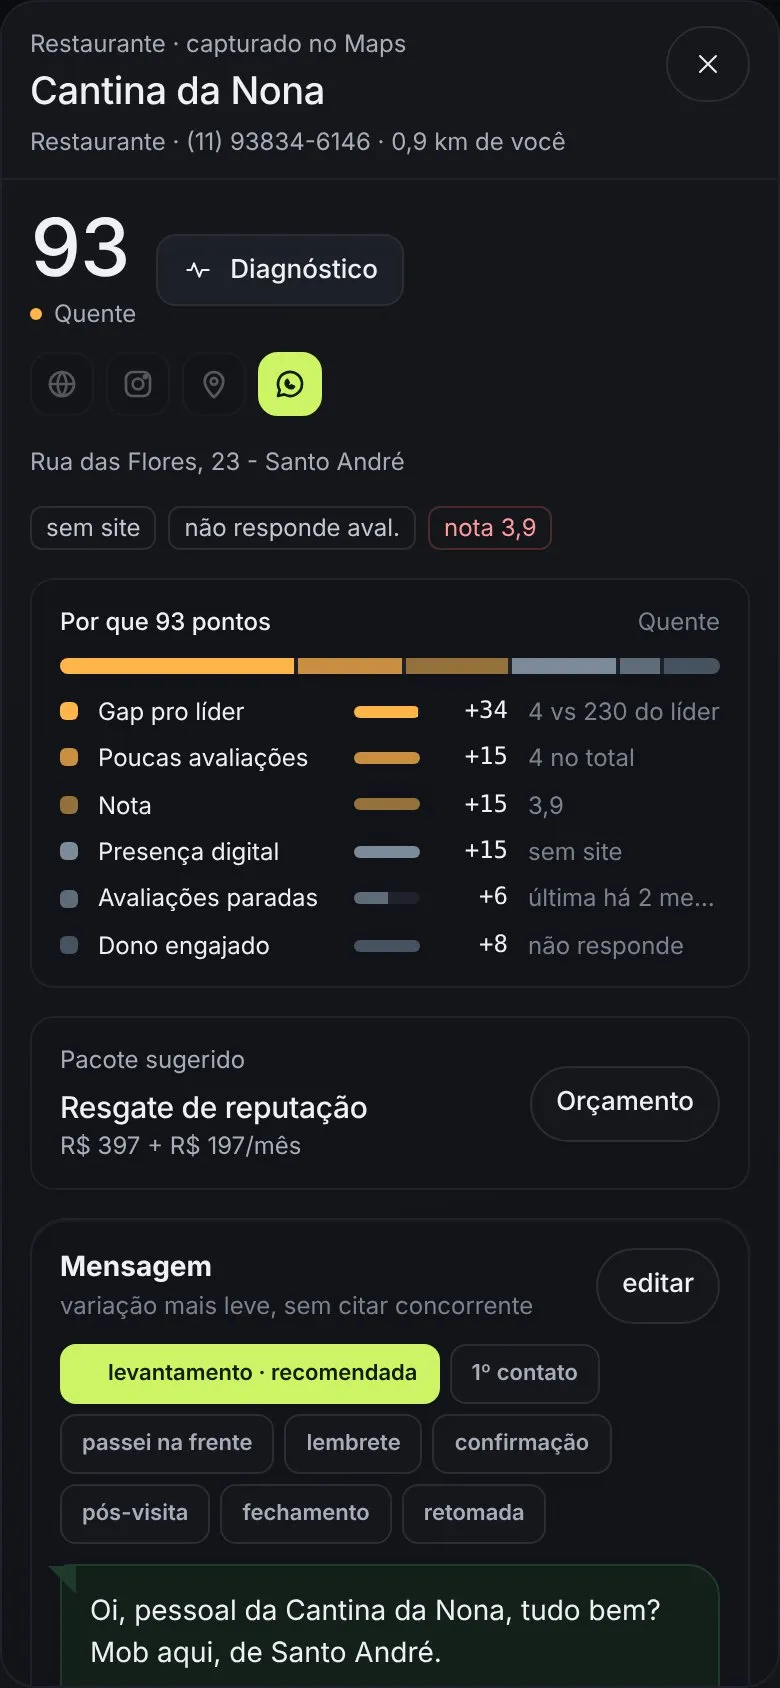 Restaurante · capturado no Maps
Cantina da Nona
Restaurante · (11) 93834-6146 · 0,9 km de você
93
Diagnóstico
Quente
Rua das Flores, 23 - Santo André
sem site
não responde aval.
nota 3,9
Por que 93 pontos
Quente
Gap pro líder +34 4 vs 230 do líder
Poucas avaliações +15 4 no total
Nota +15 3,9
Presença digital +15 sem site
Avaliações paradas +6 última há 2 me...
Dono engajado +8 não responde
Pacote sugerido
Resgate de reputação
R$ 397 + R$ 197/mês
Orçamento
Mensagem
editar
variação mais leve, sem citar concorrente
levantamento · recomendada
1º contato
passei na frente
lembrete
confirmação
pós-visita
fechamento
retomada
Oi, pessoal da Cantina da Nona, tudo bem?
Mob aqui, de Santo André.